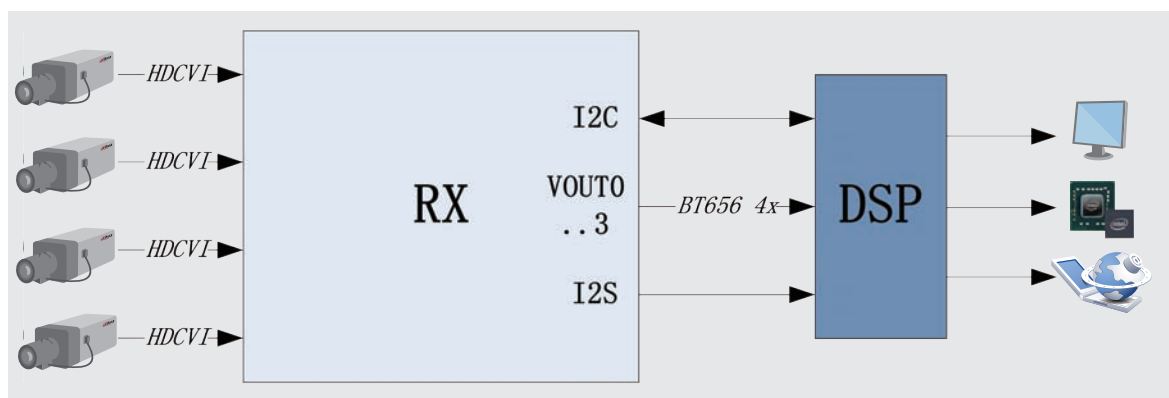 HDCVI
HDCVI
HDCVI
HDCVI
RX
I2C
VOUT0
..3
I2S
BT656 4x
DSP